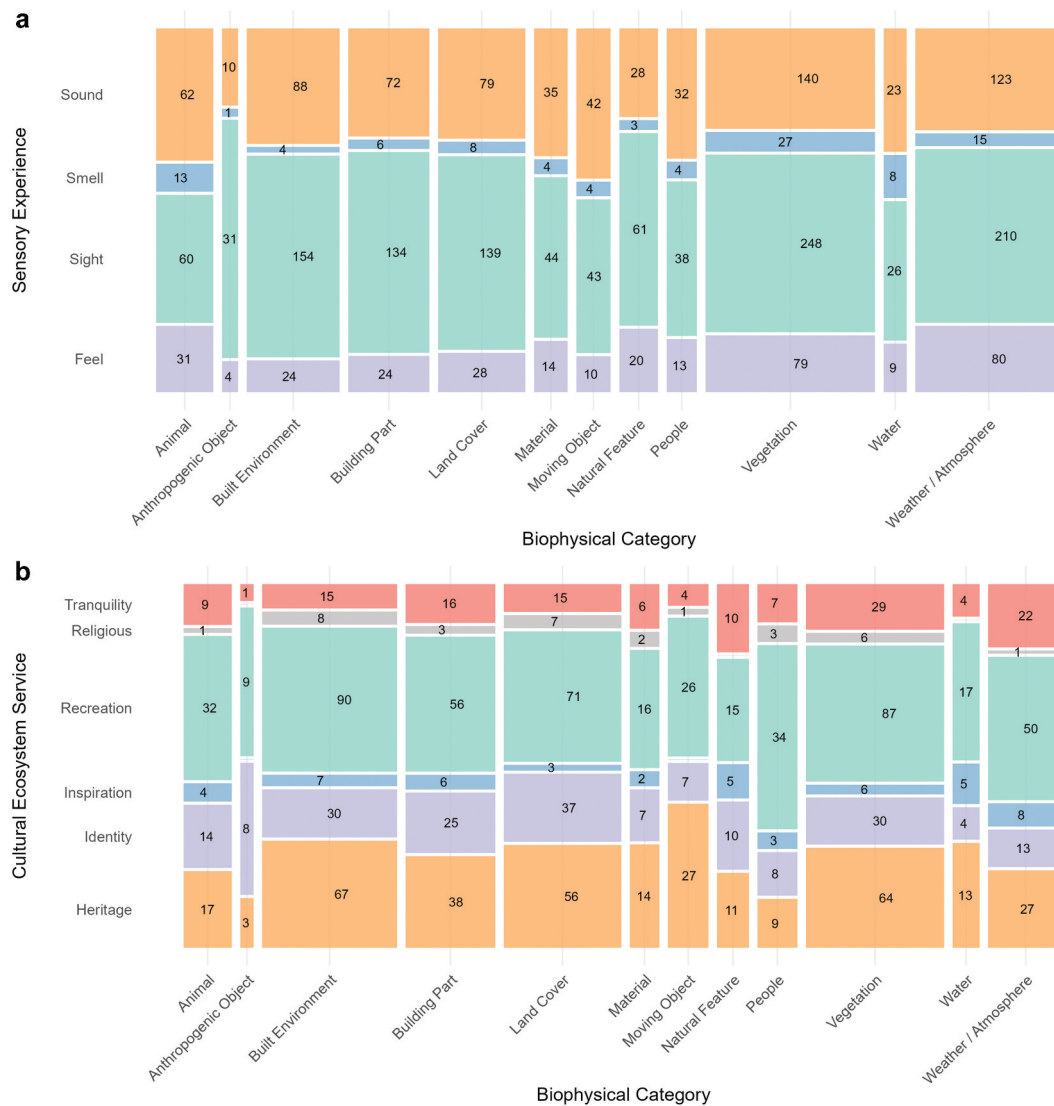 a
Sensory Experience
Sound
Smell
Sight
Feel
62 10 88 72 79 35 42 28 32 140 23 123
13 1 4 6 8 4 4 3 4 27 8 15
60 31 154 134 139 44 43 61 38 248 26 210
31 4 24 24 28 14 10 20 13 79 9 80
Animal
Anthropogenic Object
Built Environment
Building Part
Land Cover
Material
Moving Object
Natural Feature
People
Vegetation
Water
Weather / Atmosphere
Biophysical Category
b
Cultural Ecosystem Service
Tranquility
Religious
Recreation
Inspiration
Identity
Heritage
9 1 15 16 15 6 4 10 7 29 4 22
1 8 3 7 2 1 3 6 1
32 9 90 56 71 16 26 15 34 87 17 50
4 7 6 3 2 5 3 6 5 8
14 8 30 25 37 7 7 10 8 30 4 13
17 3 67 38 56 14 27 11 9 64 13 27
Animal
Anthropogenic Object
Built Environment
Building Part
Land Cover
Material
Moving Object
Natural Feature
People
Vegetation
Water
Weather / Atmosphere
Biophysical Category